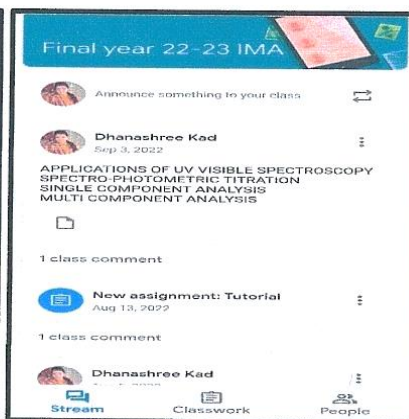 Final year 22-23 IMA
Announce something to your class
Dhanashree Kad
Sep 3, 2022
APPLICATIONS OF UV VISIBLE SPECTROSCOPY
SPECTRO-PHOTOMETRIC TITRATION
SINGLE COMPONENT ANALYSIS
MULTI COMPONENT ANALYSIS
1 class comment
New assignment: Tutorial
Aug 13, 2022
1 class comment
Dhanashree Kad
Stream
Classwork
People